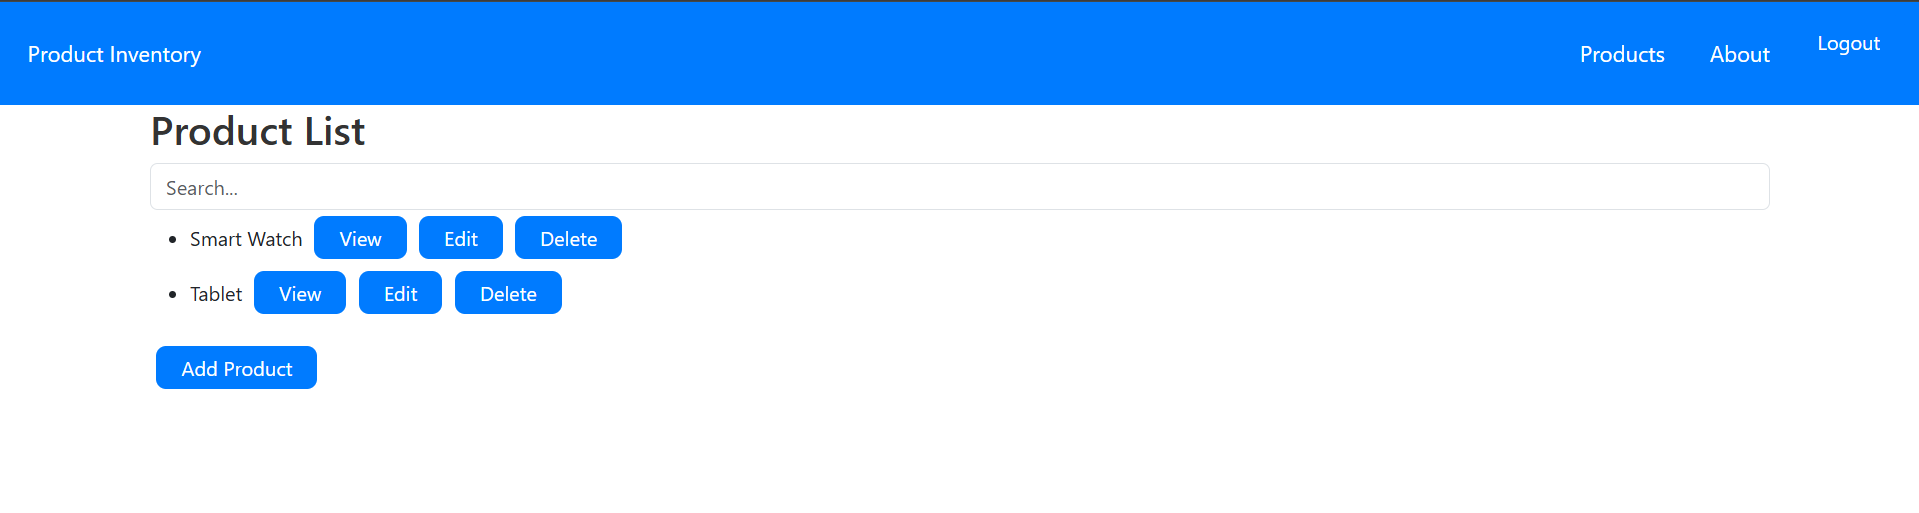 Product Inventory Products About Logout
Product List
Search...
Smart Watch View Edit Delete
Tablet View Edit Delete
Add Product